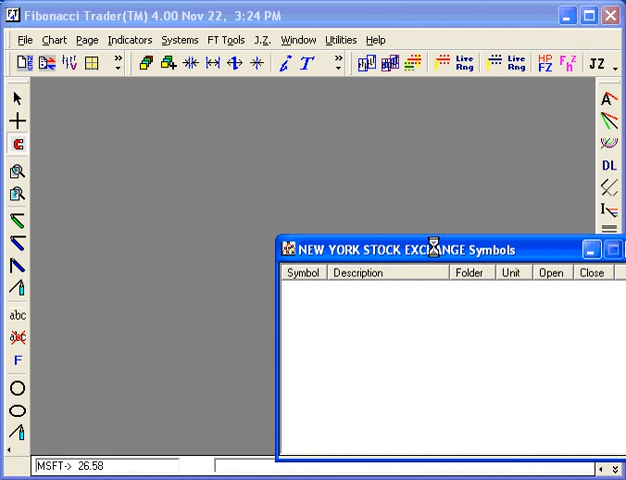 Fibonacci Trader(TM) 4.00 Nov 22, 3:24 PM
File Chart Page Indicators Systems FT Tools J.Z. Window Utilities Help
i T Live Rng Live Rng HP FZ JZ
A
DL
I
NEW YORK STOCK EXCHANGE Symbols
Symbol Description Folder Unit Open Close
abc
abc
F
MSFT-> 26.58